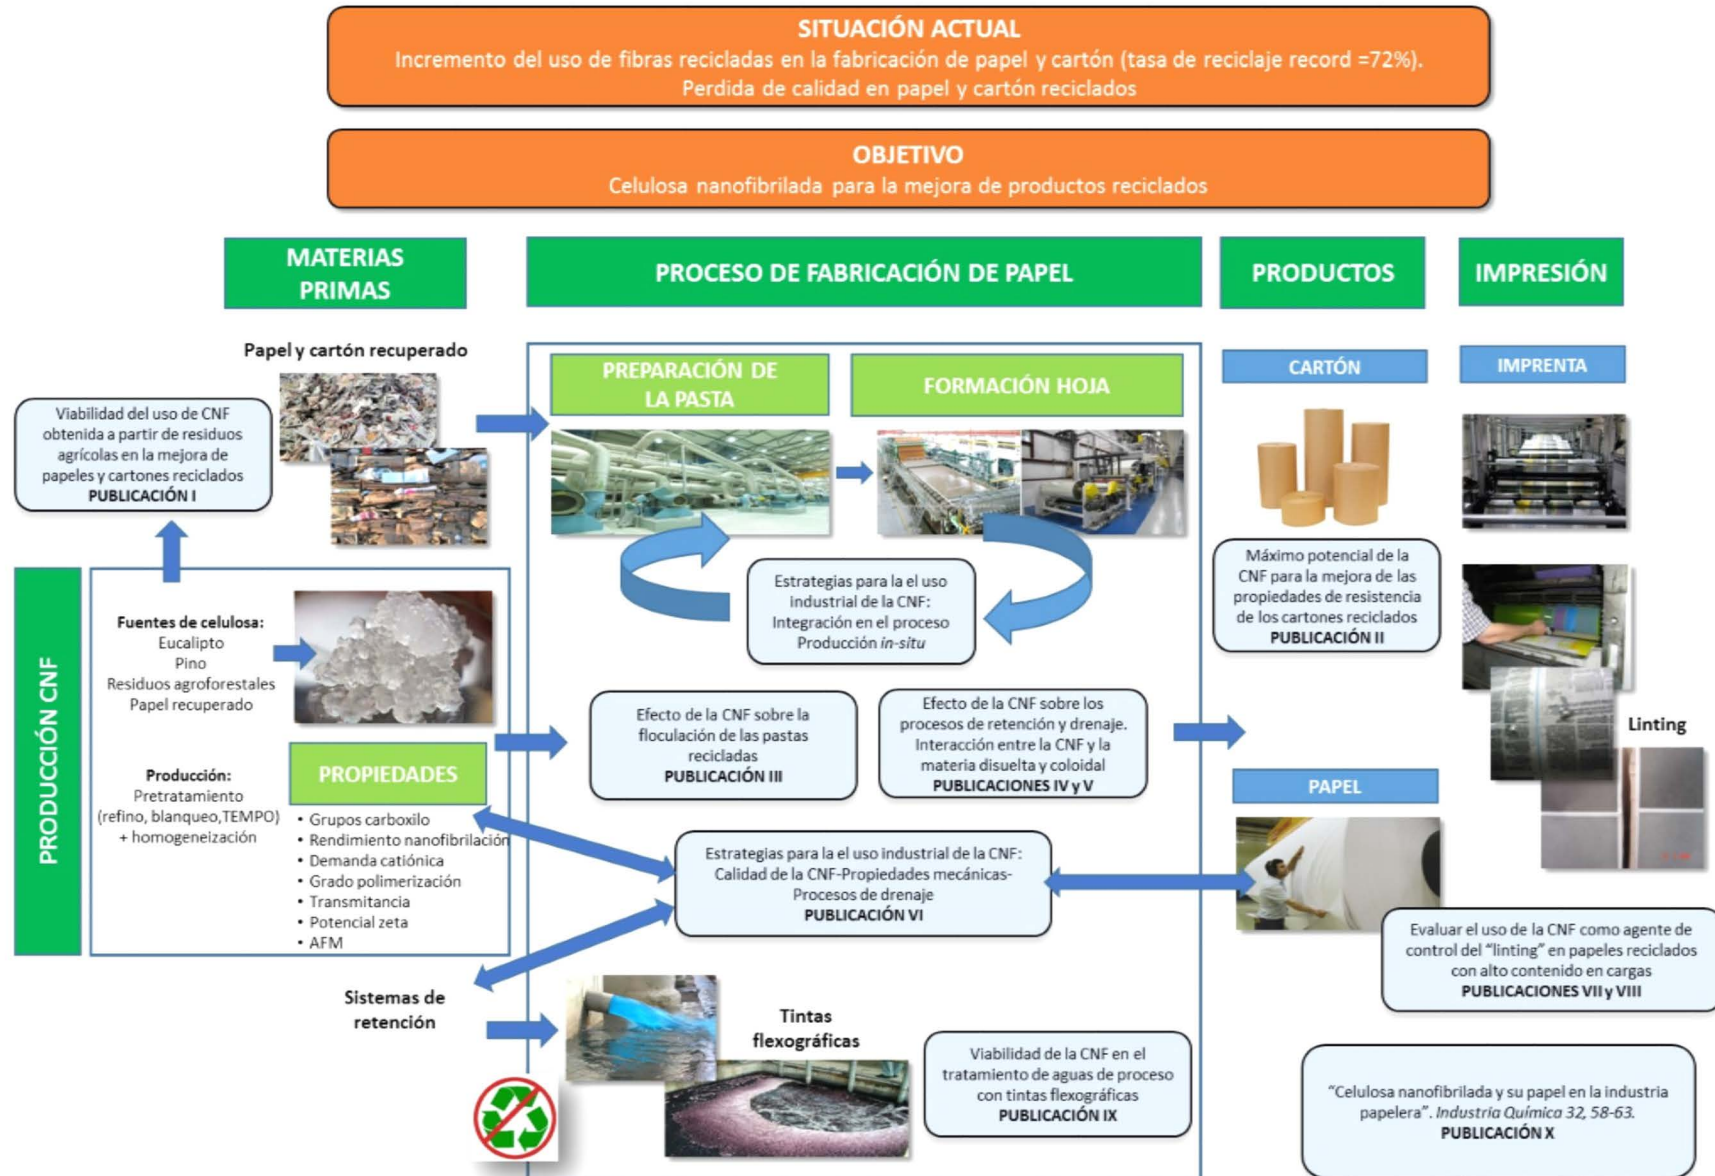 SITUACIÓN ACTUAL
Incremento del uso de fibras recicladas en la fabricación de papel y cartón (tasa de reciclaje record =72%).
Perdida de calidad en papel y cartón reciclados
OBJETIVO
Celulosa nanofibrilada para la mejora de productos reciclados
MATERIAS
PRIMAS
PROCESO DE FABRICACIÓN DE PAPEL
PRODUCTOS
IMPRESIÓN
Papel y cartón recuperado
Viabilidad del uso de CNF
obtenida a partir de residuos
agrícolas en la mejora de
papeles y cartones reciclados
PUBLICACIÓN I
PREPARACIÓN DE
LA PASTA
FORMACIÓN HOJA
CARTÓN
IMPRENTA
Estrategias para la el uso
industrial de la CNF:
Integración en el proceso
Producción in-situ
Máximo potencial de la
CNF para la mejora de las
propiedades de resistencia
de los cartones reciclados
PUBLICACIÓN II
PRODUCCIÓN CNF
Fuentes de celulosa:
Eucalipto
Pino
Residuos agroforestales
Papel recuperado
Producción:
Pretratamiento
(refino, blanqueo,TEMPO)
+ homogeneización
PROPIEDADES
• Grupos carboxilo
• Rendimiento nanofibrilación
• Demanda catiónica
• Grado polimerización
• Transmitancia
• Potencial zeta
• AFM
Efecto de la CNF sobre la
floculación de las pastas
recicladas
PUBLICACIÓN III
Efecto de la CNF sobre los
procesos de retención y drenaje.
Interacción entre la CNF y la
materia disuelta y coloidal
PUBLICACIONES IV y V
Linting
PAPEL
Estrategias para la el uso industrial de la CNF:
Calidad de la CNF-Propiedades mecánicas-
Procesos de drenaje
PUBLICACIÓN VI
Evaluar el uso de la CNF como agente de
control del "linting" en papeles reciclados
con alto contenido en cargas
PUBLICACIONES VII y VIII
Sistemas de
retención
Tintas
flexográficas
Viabilidad de la CNF en el
tratamiento de aguas de proceso
con tintas flexográficas
PUBLICACIÓN IX
"Celulosa nanofibrilada y su papel en la industria
papelera". Industria Química 32, 58-63.
PUBLICACIÓN X